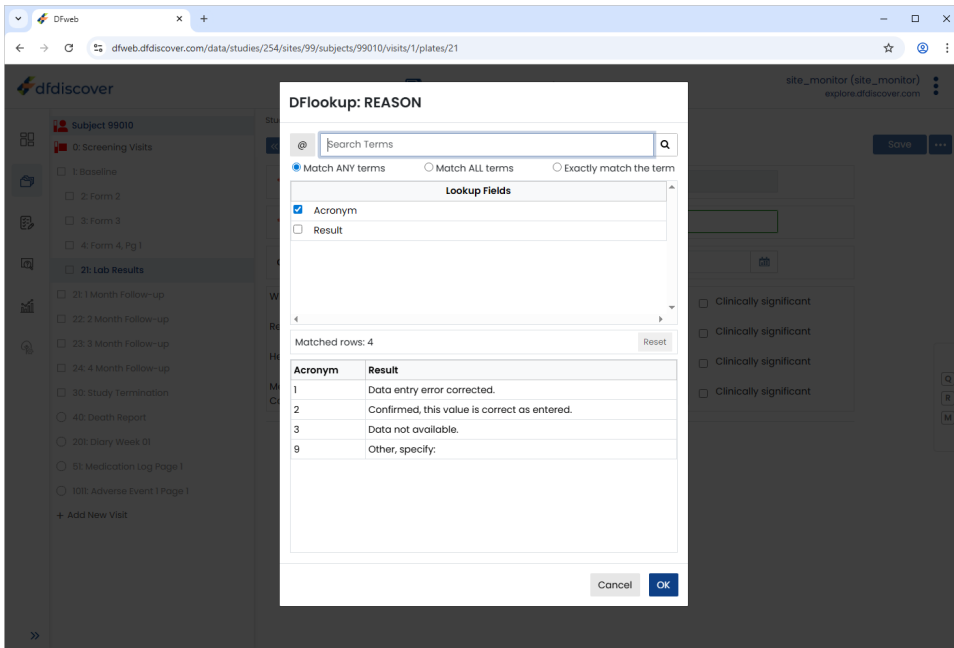 DFweb
dfweb.dfdiscover.com/data/studies/254/sites/99/subjects/99010/visits/1/plates/21
dfdiscover
site_monitor (site_monitor)
explore.dfdiscover.com
Subject 99010
0: Screening Visits
1: Baseline
2: Form 2
3: Form 3
4: Form 4, Pg 1
21: Lab Results
21: 1 Month Follow-up
22: 2 Month Follow-up
23: 3 Month Follow-up
24: 4 Month Follow-up
30: Study Termination
40: Death Report
201: Diary Week 01
51: Medication Log Page 1
1011: Adverse Event 1 Page 1
+ Add New Visit
Save
DFlookup: REASON
@ Search Terms
Match ANY terms Match ALL terms Exactly match the term
Lookup Fields
Acronym
Result
Matched rows: 4 Reset
Acronym Result
1 Data entry error corrected.
2 Confirmed, this value is correct as entered.
3 Data not available.
9 Other, specify:
Cancel OK
Clinically significant
Clinically significant
Clinically significant
Clinically significant
Q
R
M